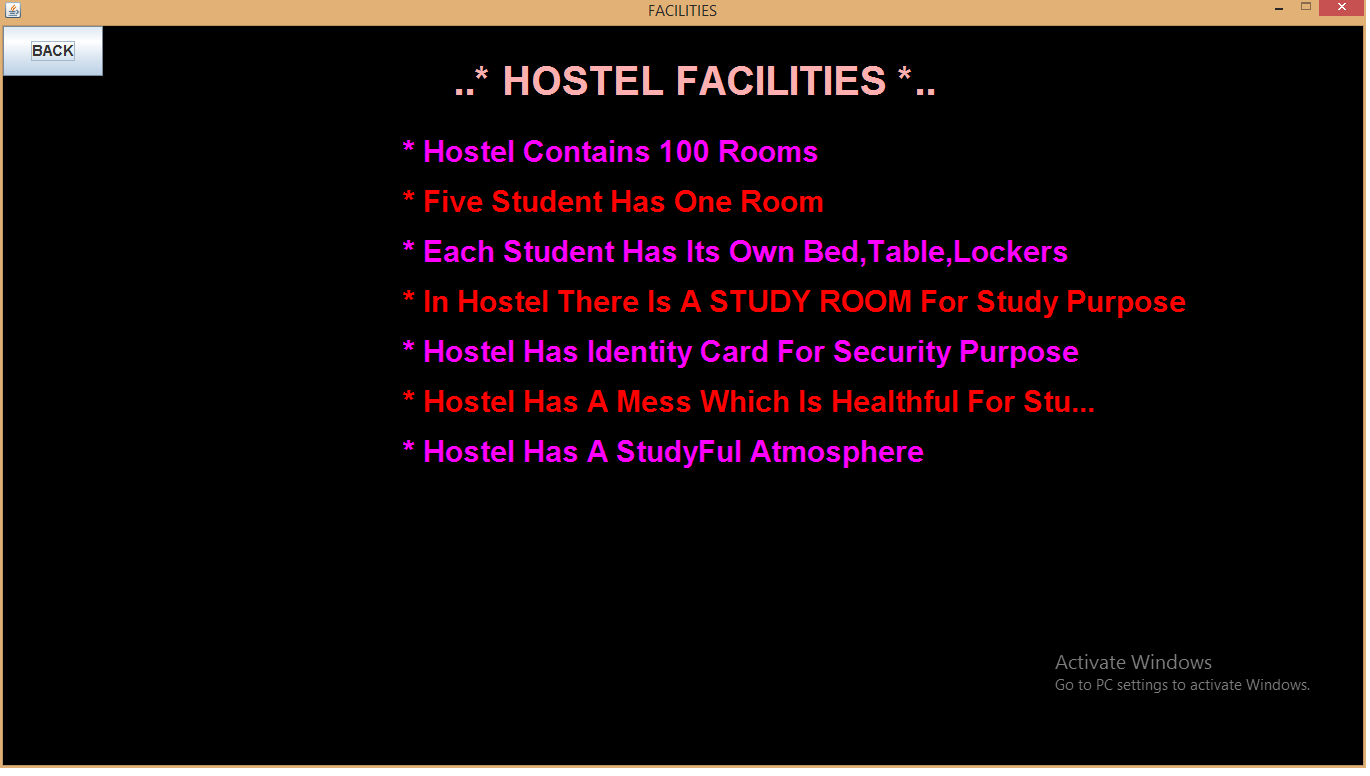 FACILITIES
BACK
..* HOSTEL FACILITIES *..
* Hostel Contains 100 Rooms
* Five Student Has One Room
* Each Student Has Its Own Bed,Table,Lockers
* In Hostel There Is A STUDY ROOM For Study Purpose
* Hostel Has Identity Card For Security Purpose
* Hostel Has A Mess Which Is Healthful For Stu...
* Hostel Has A StudyFul Atmosphere
Activate Windows
Go to PC settings to activate Windows.